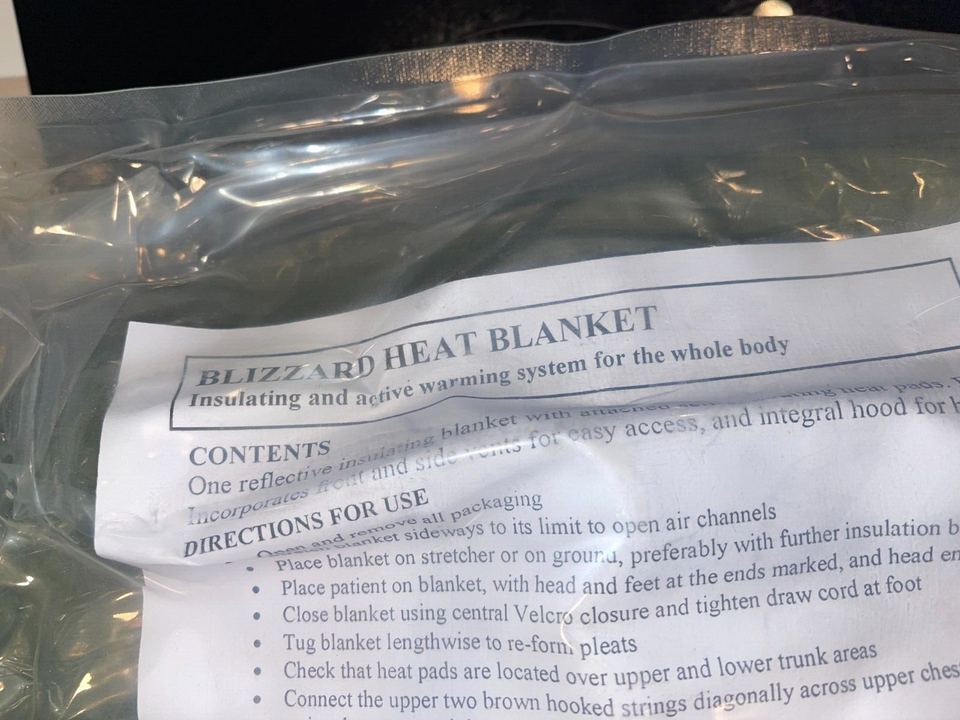 BLIZZARD HEAT BLANKET
Insulating and active warming system for the whole body
CONTENTS
One reflective insulating blanket with attached heat pads.
Incorporates front and side vents for easy access, and integral hood for
DIRECTIONS FOR USE
Open and remove all packaging
blanket sideways to its limit to open air channels
• Place blanket on stretcher or on ground, preferably with further insulation b
• Place patient on blanket, with head and feet at the ends marked, and head en
• Close blanket using central Velcro closure and tighten draw cord at foot
• Tug blanket lengthwise to re-form pleats
• Check that heat pads are located over upper and lower trunk areas
• Connect the upper two brown hooked strings diagonally across upper ches